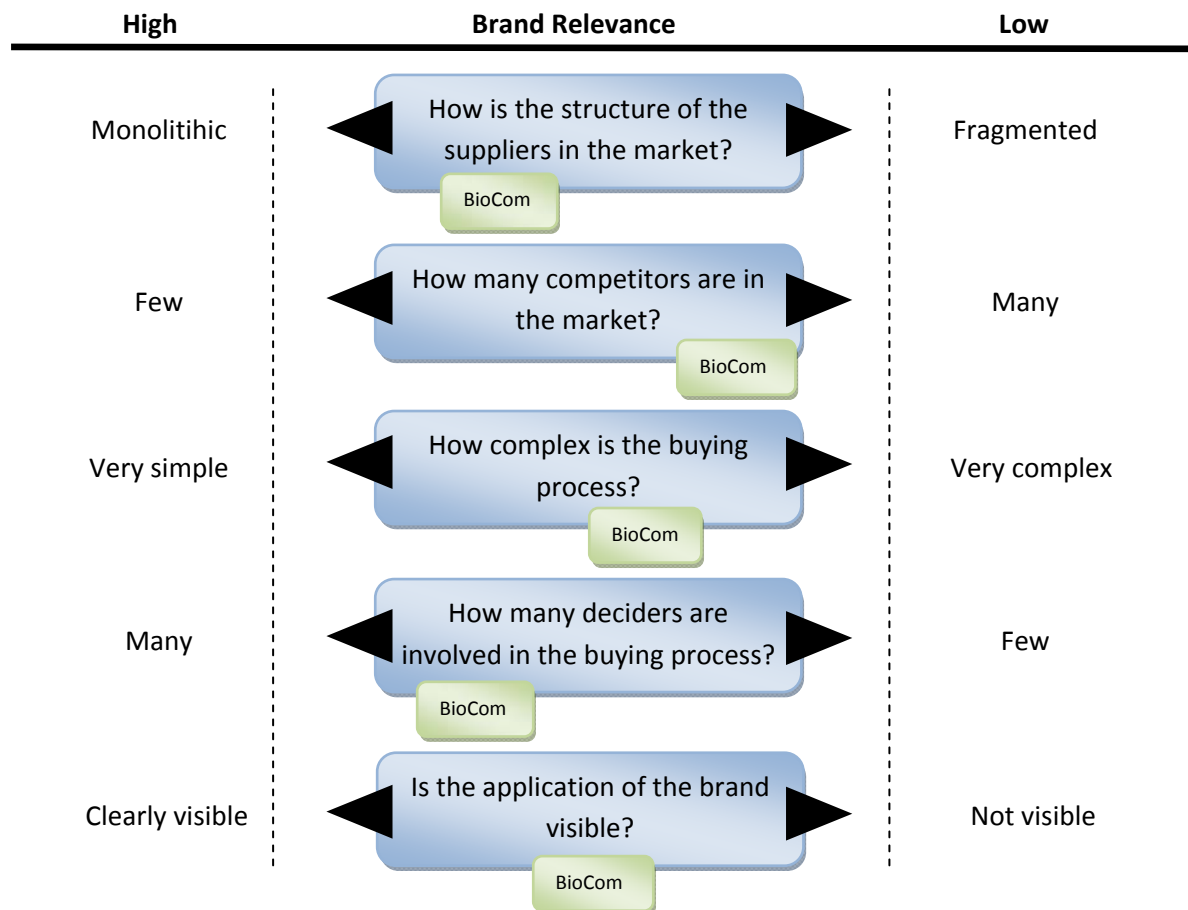 High Brand Relevance Low
Monolitihic
How is the structure of the
suppliers in the market?
Fragmented
BioCom
Few
How many competitors are in
the market?
Many
BioCom
Very simple
How complex is the buying
process?
Very complex
BioCom
Many
How many deciders are
involved in the buying process?
Few
BioCom
Clearly visible
Is the application of the brand
visible?
Not visible
BioCom